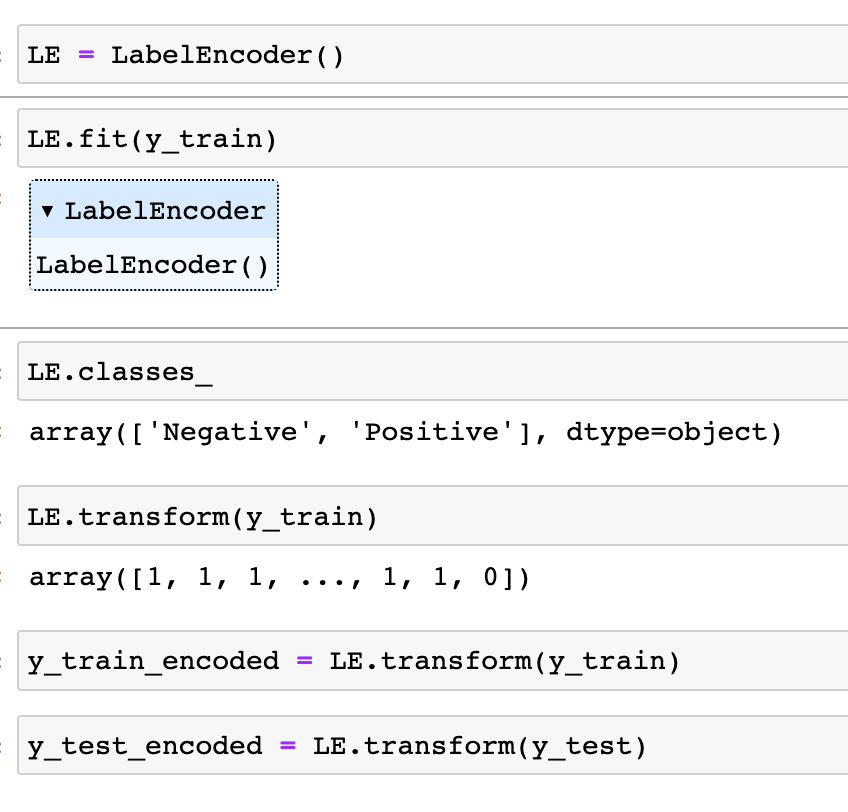 LE = LabelEncoder()
LE.fit(y_train)
▼ LabelEncoder
LabelEncoder()
LE.classes_
array(['Negative', 'Positive'], dtype=object)
LE.transform(y_train)
array([1, 1, 1, ..., 1, 1, 0])
y_train_encoded = LE.transform(y_train)
y_test_encoded = LE.transform(y_test)